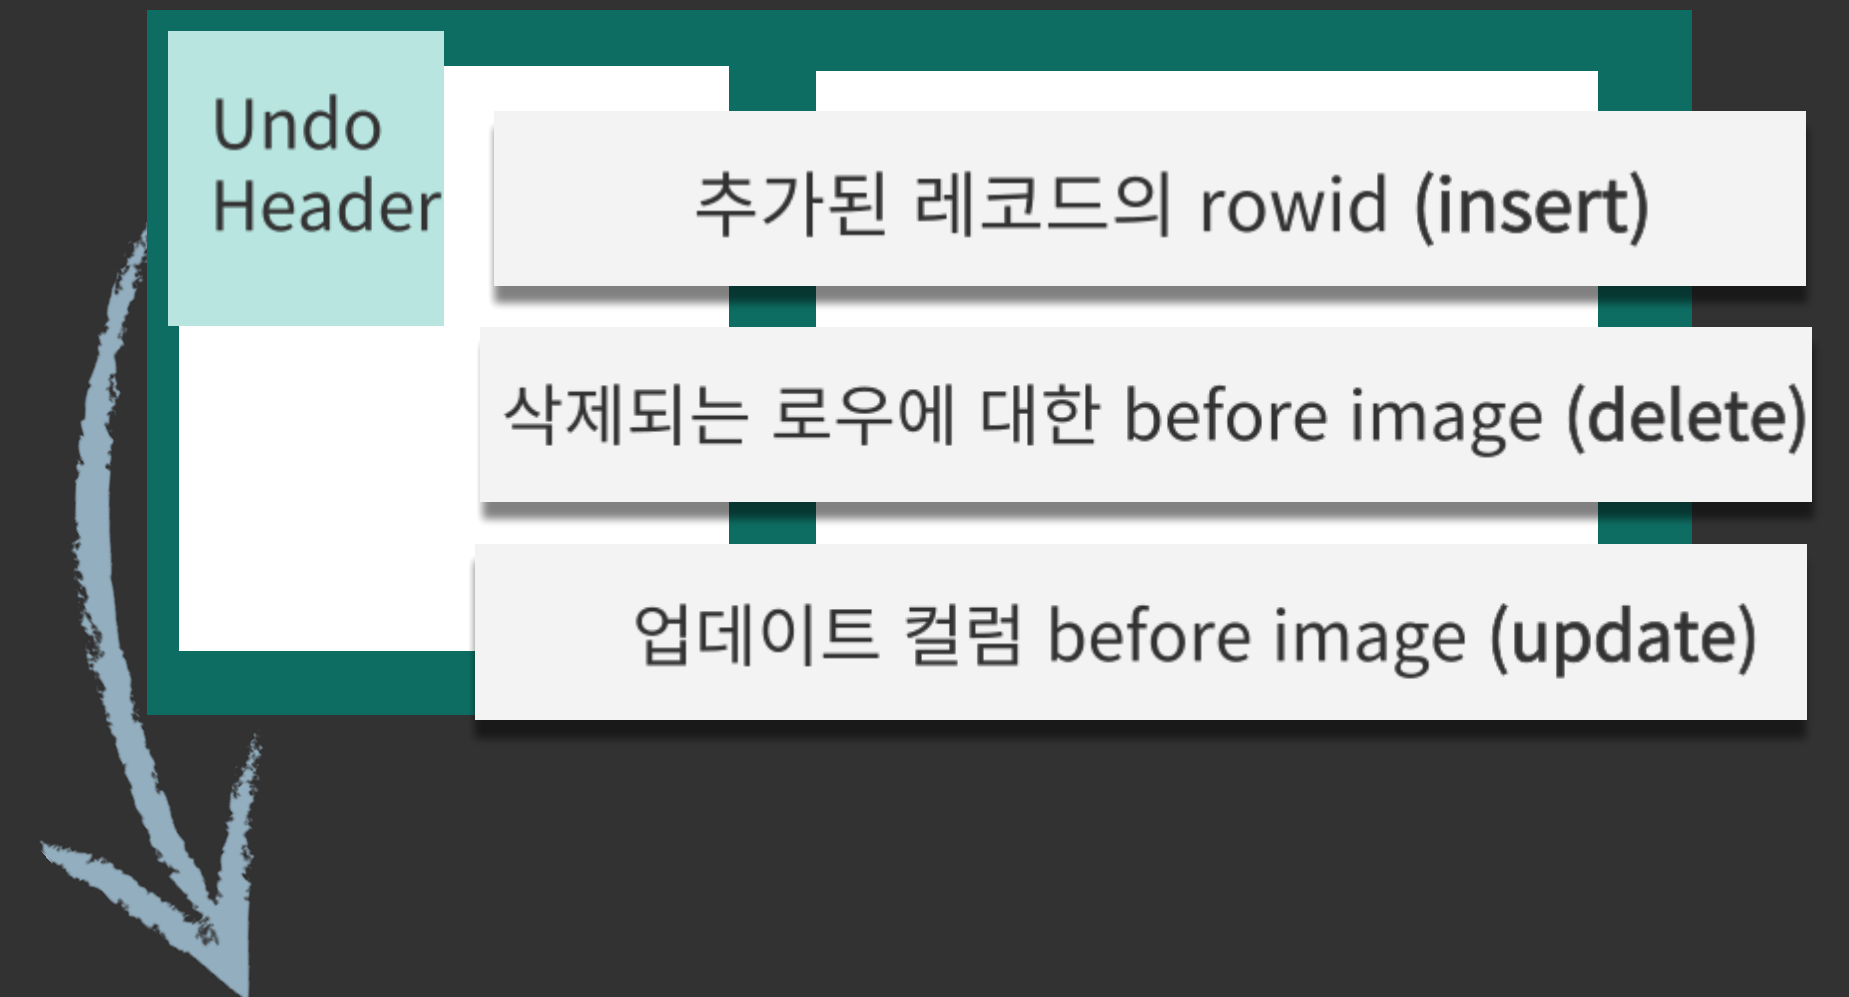 Undo
Header
추가된 레코드의 rowid (insert)
삭제되는 로우에 대한 before image (delete)
업데이트 컬럼 before image (update)